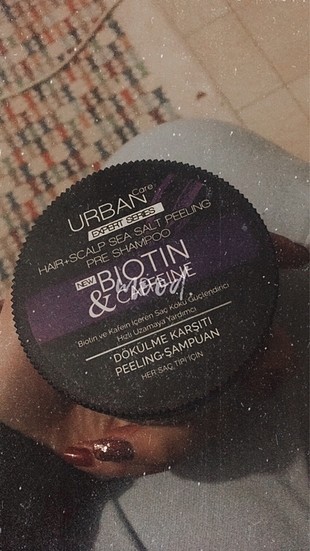 URBAN Care
EXPERT SERIES
HAIR+SCALP SEA SALT PEELING
PRE SHAMPOO
NEW BIOTIN
& CAFFEINE
mood.
Biotin ve Kafein İçeren Saç Kökü Güçlendirici
Hızlı Uzamaya Yardımcı
DÖKÜLME KARŞITI
PEELING ŞAMPUAN
HER SAÇ TİPİ İÇİN